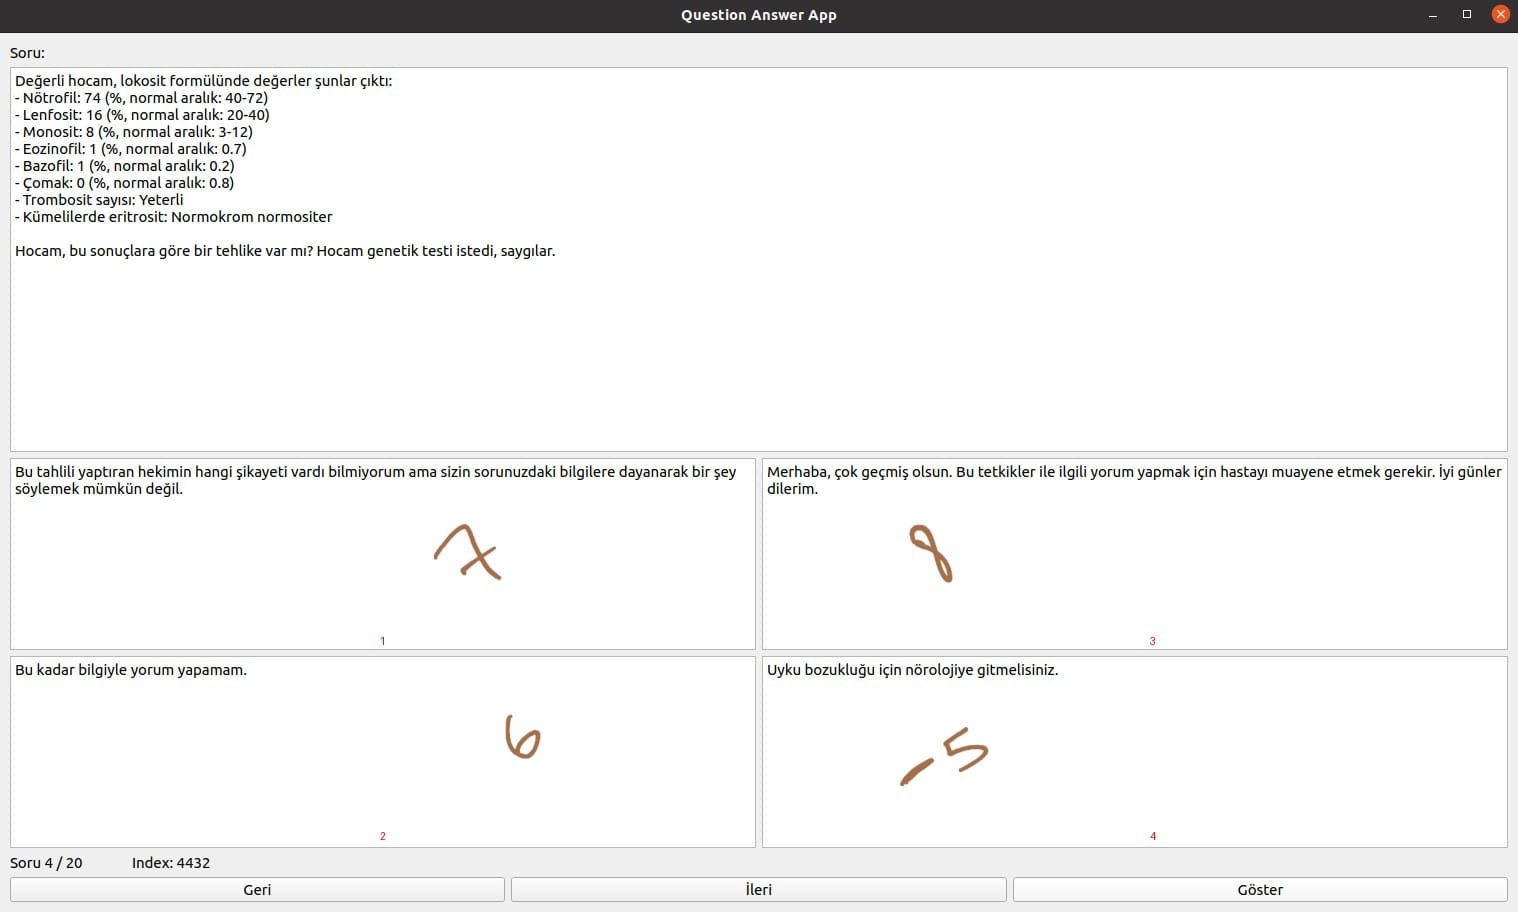 Question Answer App
Soru:
Değerli hocam, lokosit formülünde değerler şunlar çıktı:
- Nötrofil: 74 (%, normal aralık: 40-72)
- Lenfosit: 16 (%, normal aralık: 20-40)
- Monosit: 8 (%, normal aralık: 3-12)
- Eozinofil: 1 (%, normal aralık: 0.7)
- Bazofil: 1 (%, normal aralık: 0.2)
- Çomak: 0 (%, normal aralık: 0.8)
- Trombosit sayısı: Yeterli
- Kümelilerde eritrosit: Normokrom normositer
Hocam, bu sonuçlara göre bir tehlike var mı? Hocam genetik testi istedi, saygılar.
Bu tahlili yaptıran hekimin hangi şikayeti vardı bilmiyorum ama sizin sorunuzdaki bilgilere dayanarak bir şey
söylemek mümkün değil.
7
1
Merhaba, çok geçmiş olsun. Bu tetkikler ile ilgili yorum yapmak için hastayı muayene etmek gerekir. İyi günler
dilerim.
8
3
Bu kadar bilgiyle yorum yapamam.
6
2
Uyku bozukluğu için nörolojiye gitmelisiniz.
-5
4
Soru 4 / 20 Index: 4432
Geri İleri Göster